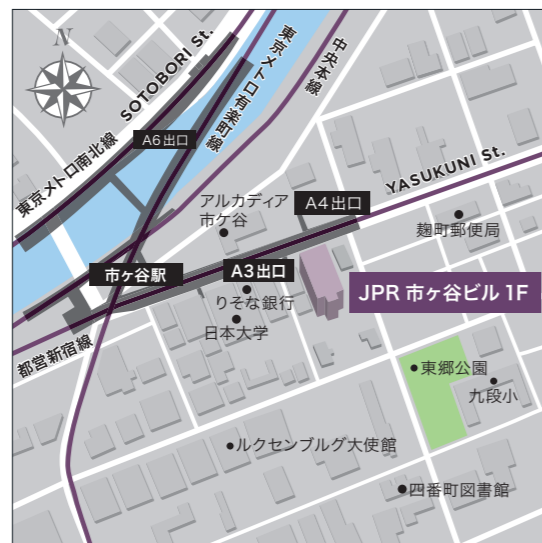 N
SOTOBORI St.
東京メトロ南北線
東京メトロ有楽町線
中央本線
A6出口
YASUKUNI St.
アルカディア
市ケ谷
A4出口
麹町郵便局
市ヶ谷駅
A3出口
りそな銀行
日本大学
JPR 市ヶ谷ビル 1F
都営新宿線
東郷公園
九段小
ルクセンブルグ大使館
四番町図書館